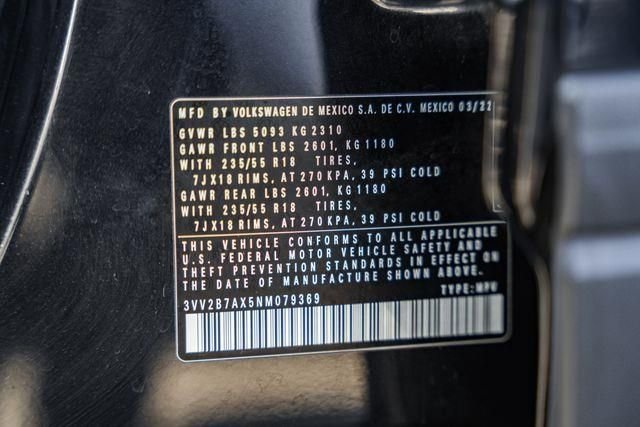 MFD BY VOLKSWAGEN DE MEXICO S.A. DE C.V. MEXICO 03/22
GVWR LBS 5093 KG 2310
GAWR FRONT LBS 2601, KG 1180
WITH 235/55 R18 TIRES,
7JX18 RIMS, AT 270 KPA, 39 PSI COLD
GAWR REAR LBS 2601, KG 1180
WITH 235/55 R18 TIRES,
7JX18 RIMS, AT 270 KPA, 39 PSI COLD
THIS VEHICLE CONFORMS TO ALL APPLICABLE
U.S. FEDERAL MOTOR VEHICLE SAFETY AND
THEFT PREVENTION STANDARDS IN EFFECT ON
THE DATE OF MANUFACTURE SHOWN ABOVE.
3VV2B7AX5NM079369 TYPE: MPV